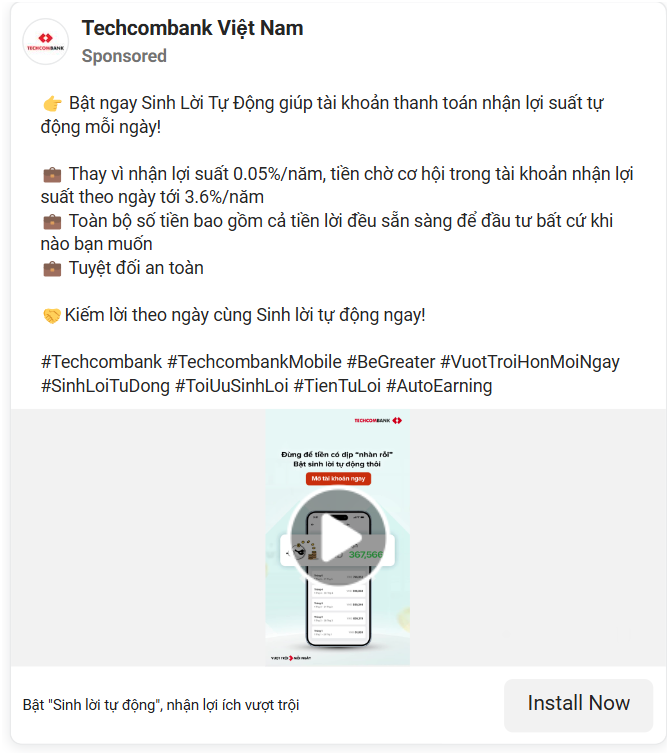 TECHCOMBANK
Techcombank Việt Nam
Sponsored
👉 Bật ngay Sinh Lời Tự Động giúp tài khoản thanh toán nhận lợi suất tự
động mỗi ngày!
💼 Thay vì nhận lợi suất 0.05%/năm, tiền chờ cơ hội trong tài khoản nhận lợi
suất theo ngày tới 3.6%/năm
💼 Toàn bộ số tiền bao gồm cả tiền lời đều sẵn sàng để đầu tư bất cứ khi
nào bạn muốn
💼 Tuyệt đối an toàn
🤝Kiếm lời theo ngày cùng Sinh lời tự động ngay!
#Techcombank #TechcombankMobile #BeGreater #VuotTroiHonMoiNgay
#SinhLoiTuDong #ToiUuSinhLoi #TienTuLoi #AutoEarning
TECHCOMBANK
Đừng để tiền có dịp “nhàn rỗi”
Bật sinh lời tự động thôi
Mở tài khoản ngay
367,566
VƯỢT TRỘI HƠN MỖI NGÀY
Bật "Sinh lời tự động", nhận lợi ích vượt trội
Install Now